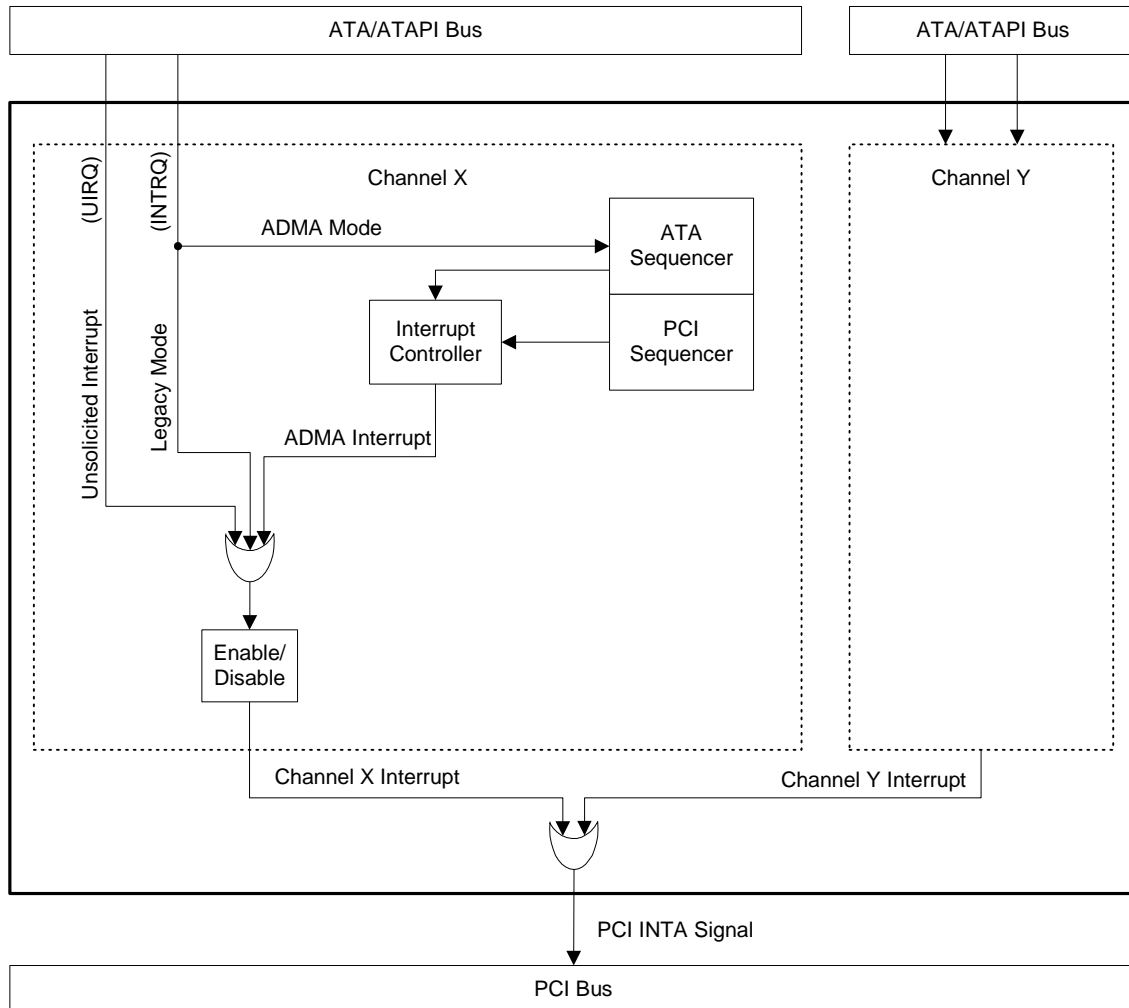 ATA/ATAPI Bus
ATA/ATAPI Bus
(UIRQ)
(INTRQ)
Channel X
Channel Y
ADMA Mode
ATA
Sequencer
Interrupt
Controller
PCI
Sequencer
Unsolicited Interrupt
Legacy Mode
ADMA Interrupt
Enable/
Disable
Channel X Interrupt
Channel Y Interrupt
PCI INTA Signal
PCI Bus